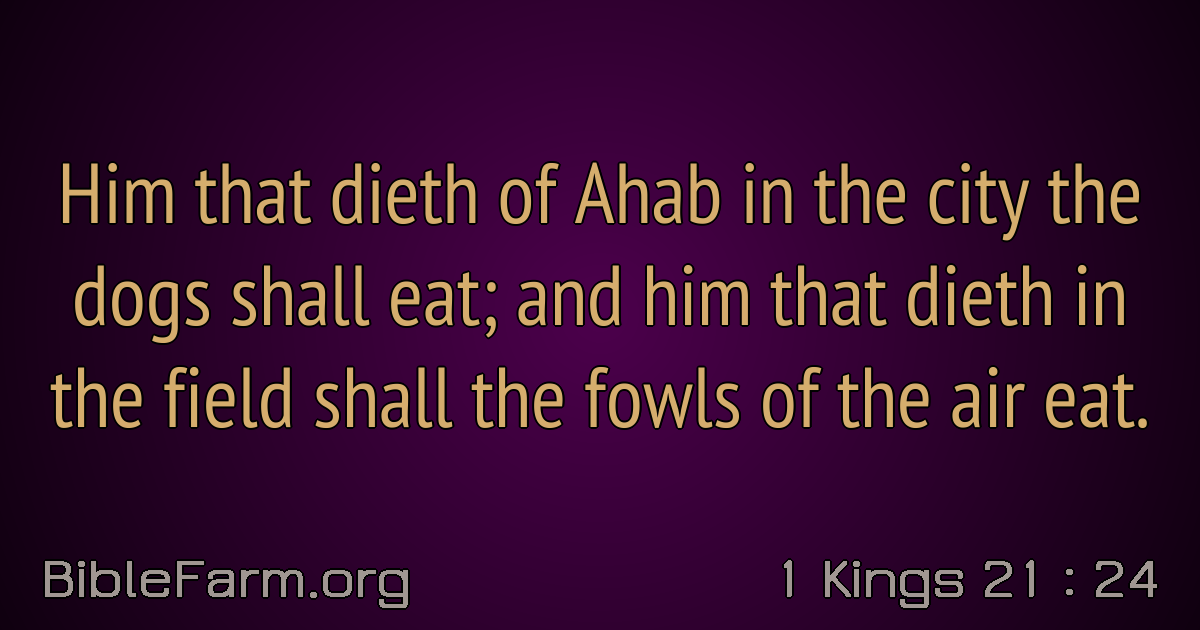 Him that dieth of Ahab in the city the
dogs shall eat; and him that dieth in
the field shall the fowls of the air eat.
BibleFarm.org
1 Kings 21 : 24